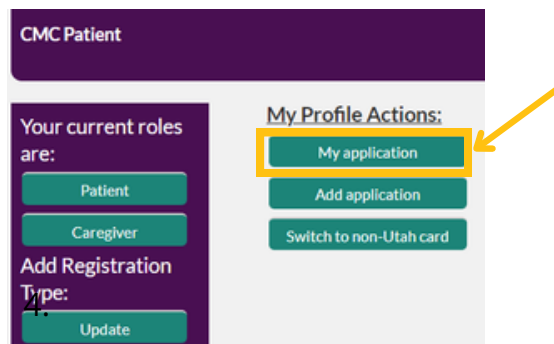 CMC Patient
Your current roles
are:
Patient
Caregiver
Add Registration
Type:
4.
Update
My Profile Actions:
My application
Add application
Switch to non-Utah card